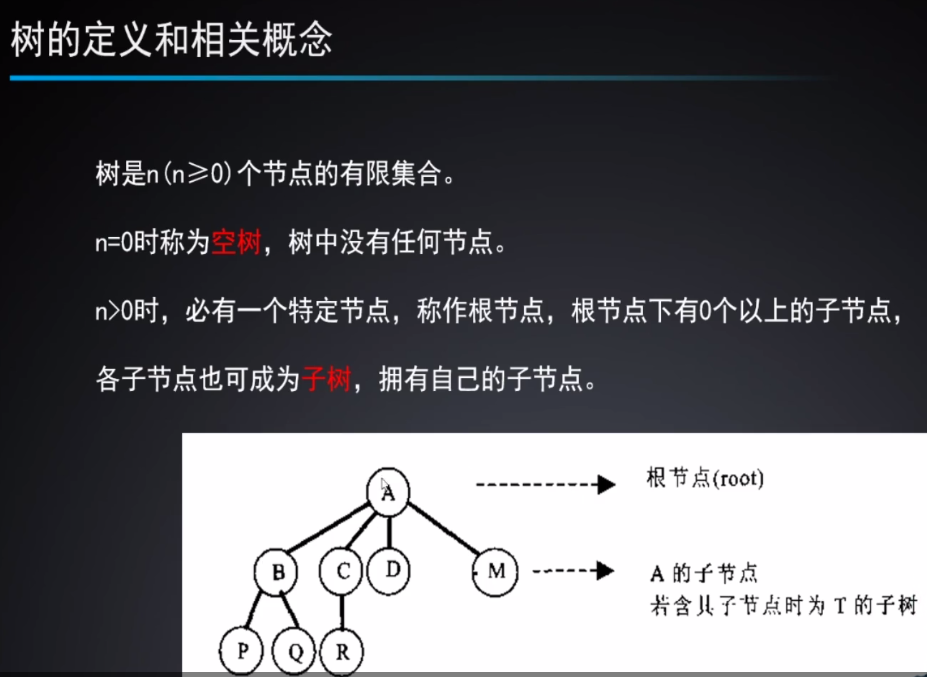 树的定义和相关概念
树是n(n≥0)个节点的有限集合。
n=0时称为空树，树中没有任何节点。
n>0时，必有一个特定节点，称作根节点，根节点下有0个以上的子节点，
各子节点也可成为子树，拥有自己的子节点。
A 根节点(root)
B C D M A 的子节点
若含其子节点时为 T 的子树
P Q R